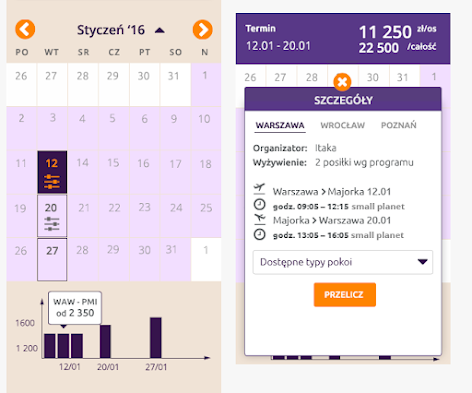 Styczeń '16
PO WT ŚR CZ PT SO N
26 27 28 29 30 31 1
2 3 4 5 6 9 10
11 12 14 15 16 17 18
19 20 21 22 23 24 25
26 27 28 29 30 31 1
WAW - PMI
od 2 350
1600
1 200
12/01 20/01 27/01
Termin
12.01 - 20.01
11 250 zł/os
22 500 /całość
26 27 28 30 31 1
SZCZEGÓŁY
WARSZAWA WROCŁAW POZNAŃ
Organizator: Itaka
Wyżywienie: 2 posiłki wg programu
Warszawa > Majorka 12.01
godz. 09:05 – 12:15 small planet
Majorka > Warszawa 20.01
godz. 13:05 – 16:05 small planet
Dostępne typy pokoi
PRZELICZ